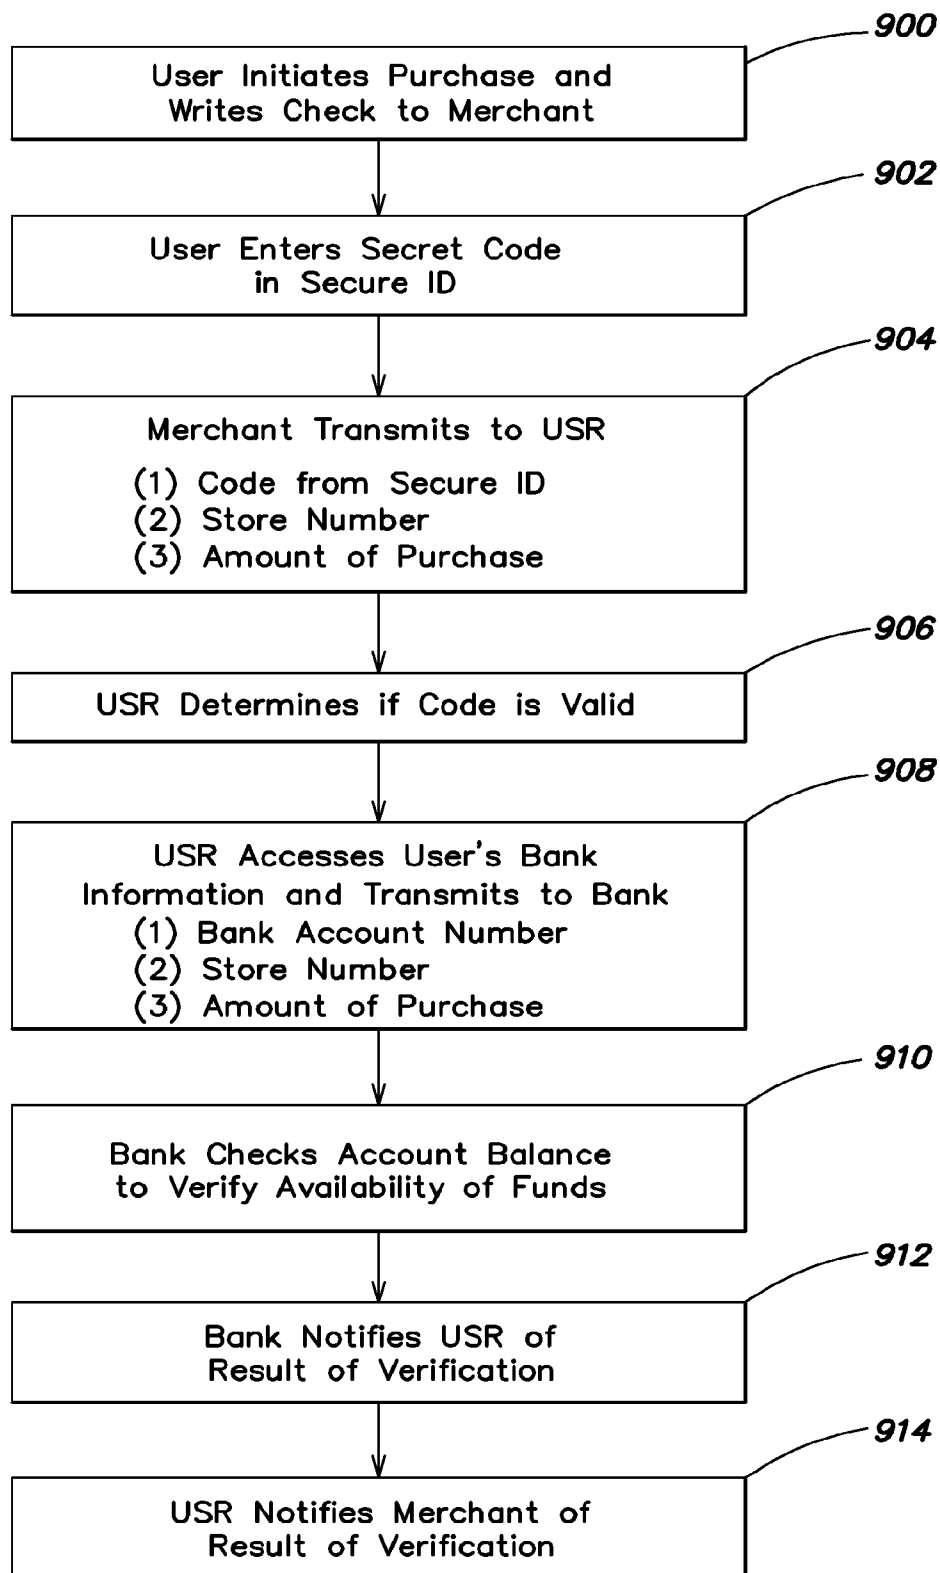 900
User Initiates Purchase and
Writes Check to Merchant
902
User Enters Secret Code
in Secure ID
904
Merchant Transmits to USR
(1) Code from Secure ID
(2) Store Number
(3) Amount of Purchase
906
USR Determines if Code is Valid
908
USR Accesses User's Bank
Information and Transmits to Bank
(1) Bank Account Number
(2) Store Number
(3) Amount of Purchase
910
Bank Checks Account Balance
to Verify Availability of Funds
912
Bank Notifies USR of
Result of Verification
914
USR Notifies Merchant of
Result of Verification